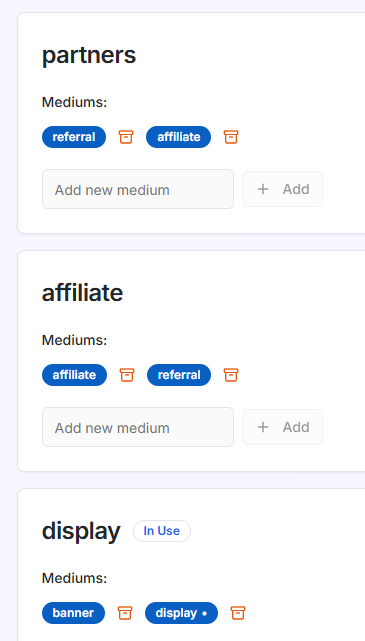 partners
Mediums:
referral affiliate
Add new medium + Add
affiliate
Mediums:
affiliate referral
Add new medium + Add
display In Use
Mediums:
banner display •